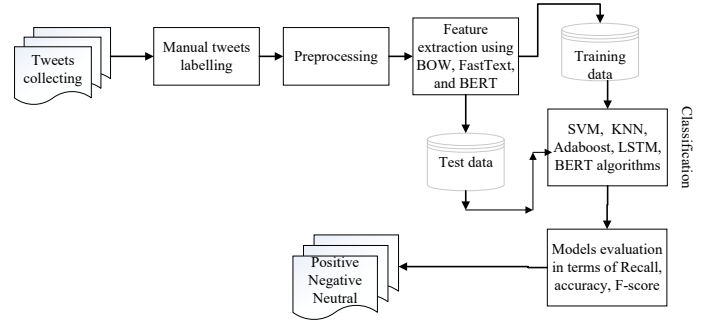 Tweets
collecting
Manual tweets
labelling
Preprocessing
Feature
extraction using
BOW, FastText,
and BERT
Training
data
Test data
SVM, KNN,
Adaboost, LSTM,
BERT algorithms
Classification
Models evaluation
in terms of Recall,
accuracy, F-score
Positive
Negative
Neutral